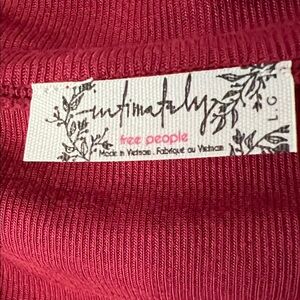 intimately
free people
Made in Vietnam . Fabriqué au Vietnam